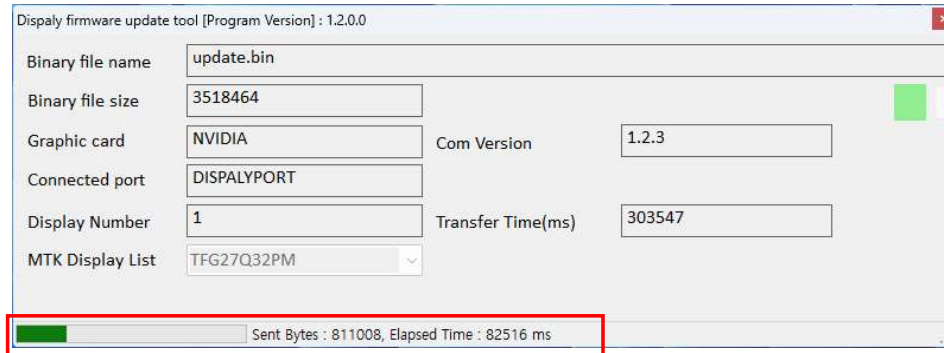 Dispaly firmware update tool [Program Version] : 1.2.0.0
Binary file name update.bin
Binary file size 3518464
Graphic card NVIDIA Com Version 1.2.3
Connected port DISPALYPORT
Display Number 1 Transfer Time(ms) 303547
MTK Display List TFG27Q32PM
Sent Bytes : 811008, Elapsed Time : 82516 ms